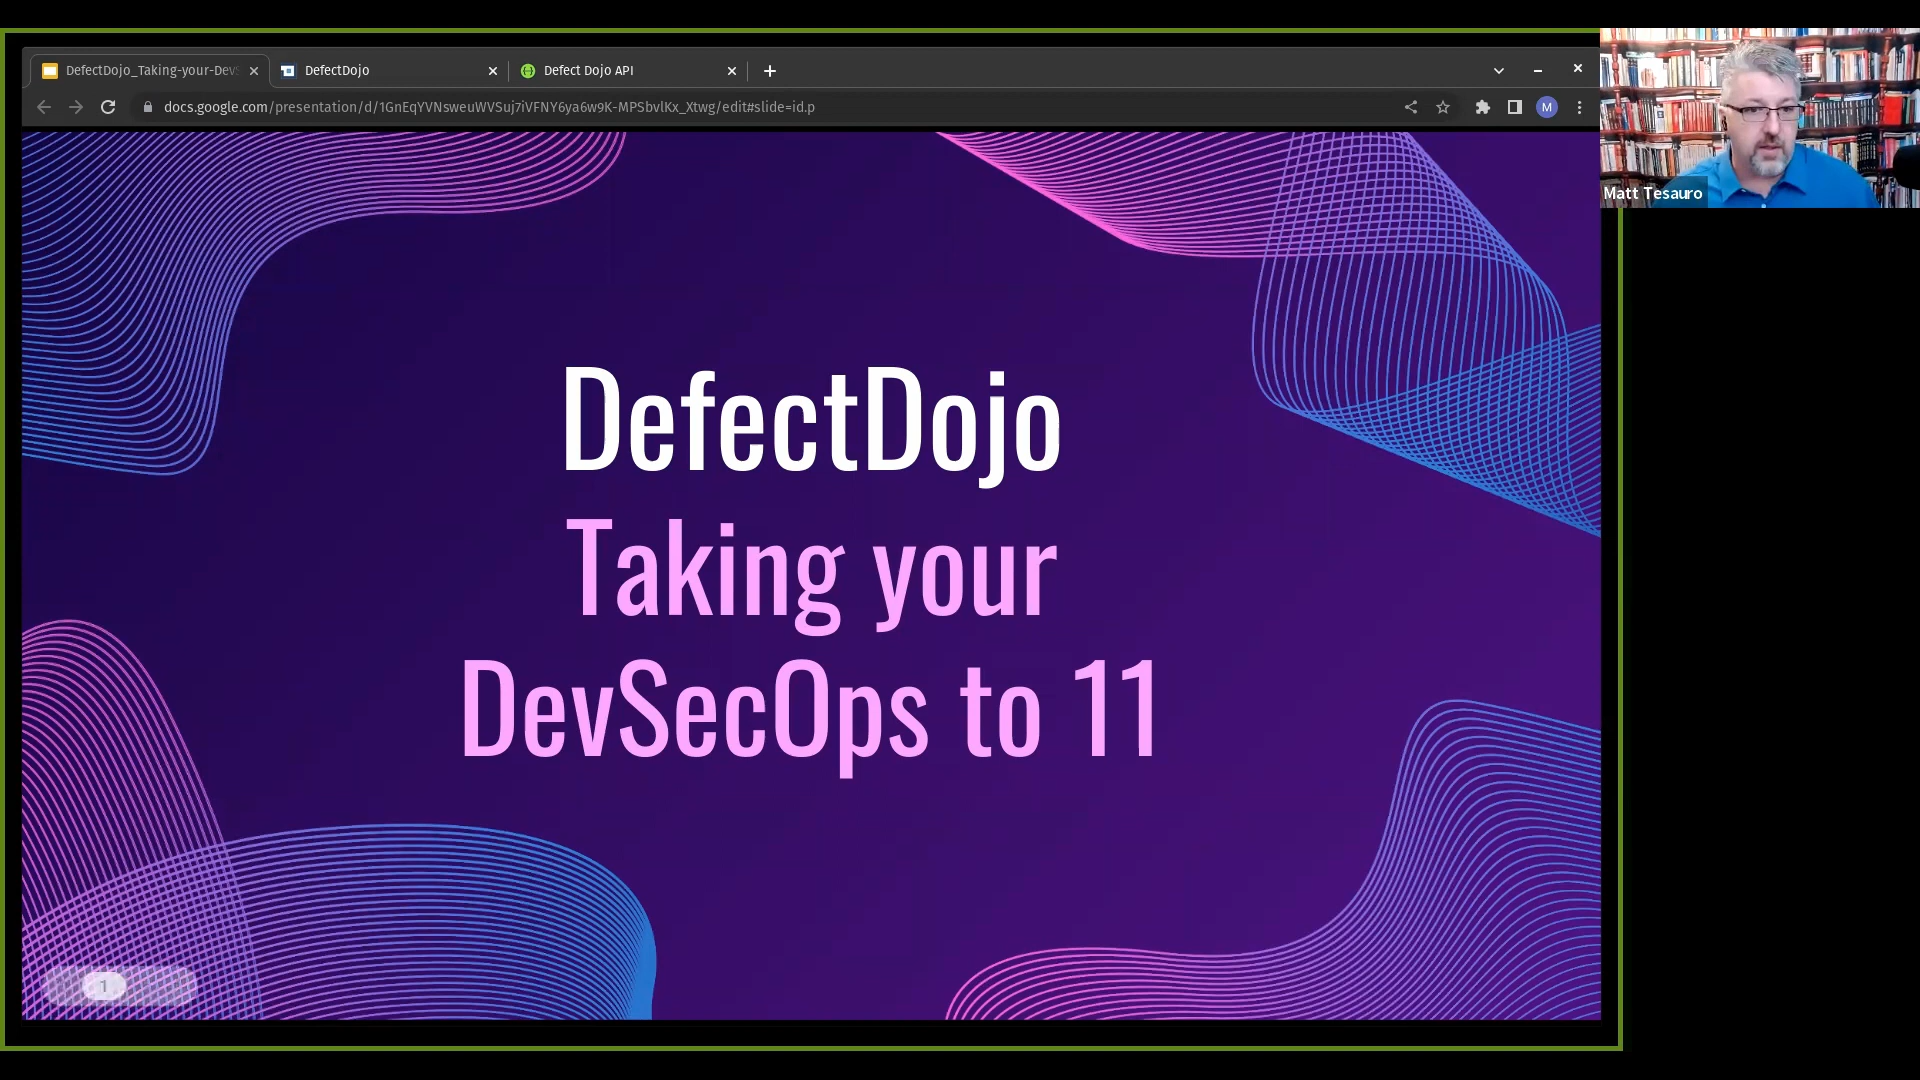 DefectDojo_Taking-your-Dev
DefectDojo
Defect Dojo API
docs.google.com/presentation/d/1GnEqYVNsweuWVSuj7iVFNY6ya6w9K-MPSbvlKx_Xtwg/edit#slide=id.p
M
Matt Tesauro
DefectDojo
Taking your
DevSecOps to 11
1